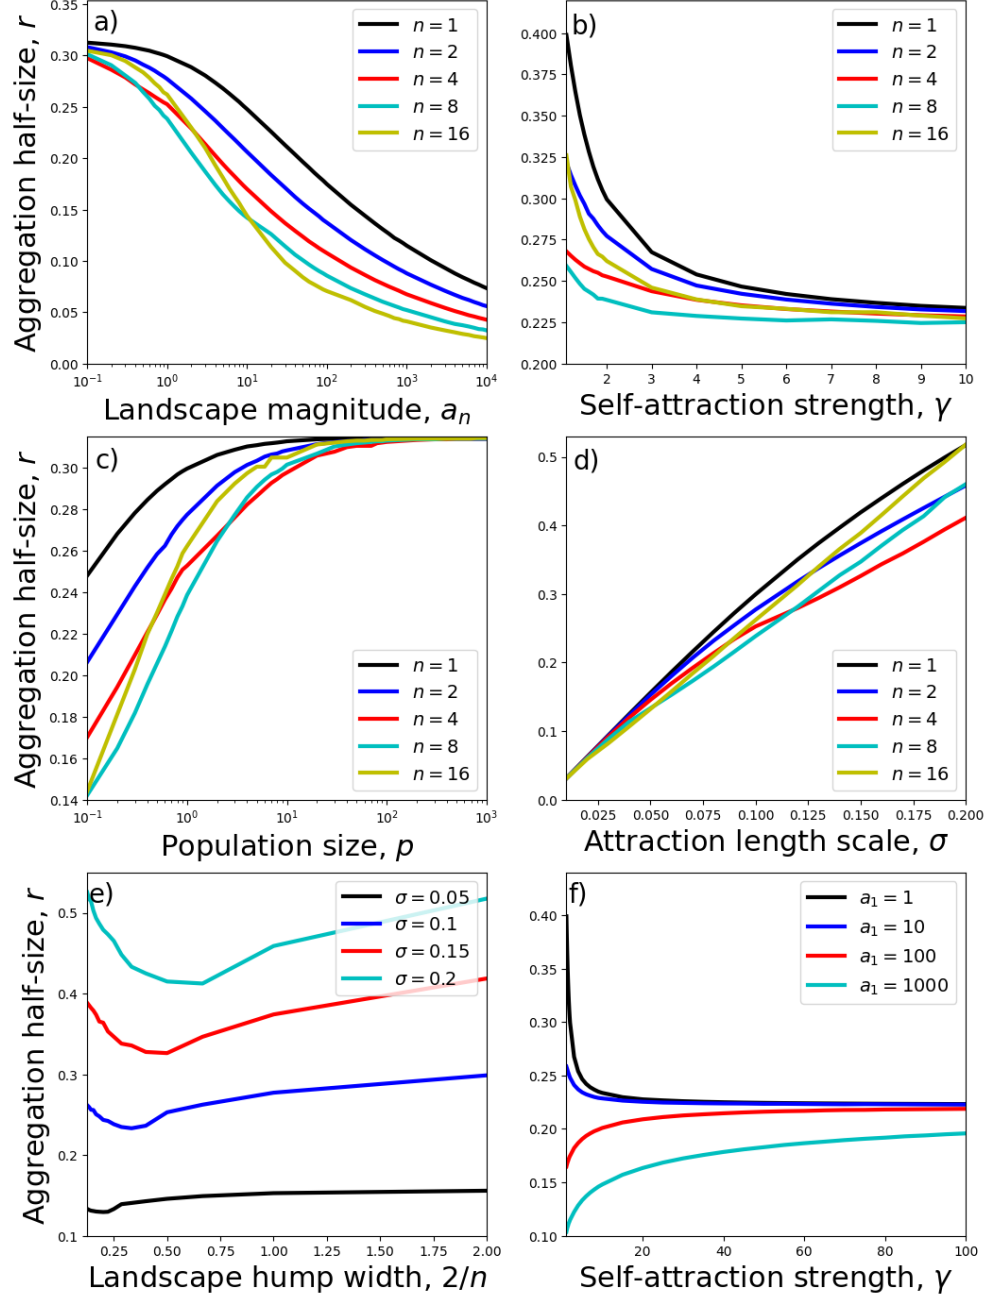 a)
Aggregation half-size, r
0.35
0.30
0.25
0.20
0.15
0.10
0.05
0.00
n = 1
n = 2
n = 4
n = 8
n = 16
10⁻¹ 10⁰ 10¹ 10² 10³ 10⁴
Landscape magnitude, aₙ
b)
0.400
0.375
0.350
0.325
0.300
0.275
0.250
0.225
0.200
n = 1
n = 2
n = 4
n = 8
n = 16
2 3 4 5 6 7 8 9 10
Self-attraction strength, γ
c)
Aggregation half-size, r
0.30
0.28
0.26
0.24
0.22
0.20
0.18
0.16
0.14
n = 1
n = 2
n = 4
n = 8
n = 16
10⁻¹ 10⁰ 10¹ 10² 10³
Population size, p
d)
0.5
0.4
0.3
0.2
0.1
0.0
n = 1
n = 2
n = 4
n = 8
n = 16
0.025 0.050 0.075 0.100 0.125 0.150 0.175 0.200
Attraction length scale, σ
e)
Aggregation half-size, r
0.5
0.4
0.3
0.2
0.1
σ = 0.05
σ = 0.1
σ = 0.15
σ = 0.2
0.25 0.50 0.75 1.00 1.25 1.50 1.75 2.00
Landscape hump width, 2/n
f)
0.40
0.35
0.30
0.25
0.20
0.15
0.10
a₁ = 1
a₁ = 10
a₁ = 100
a₁ = 1000
20 40 60 80 100
Self-attraction strength, γ